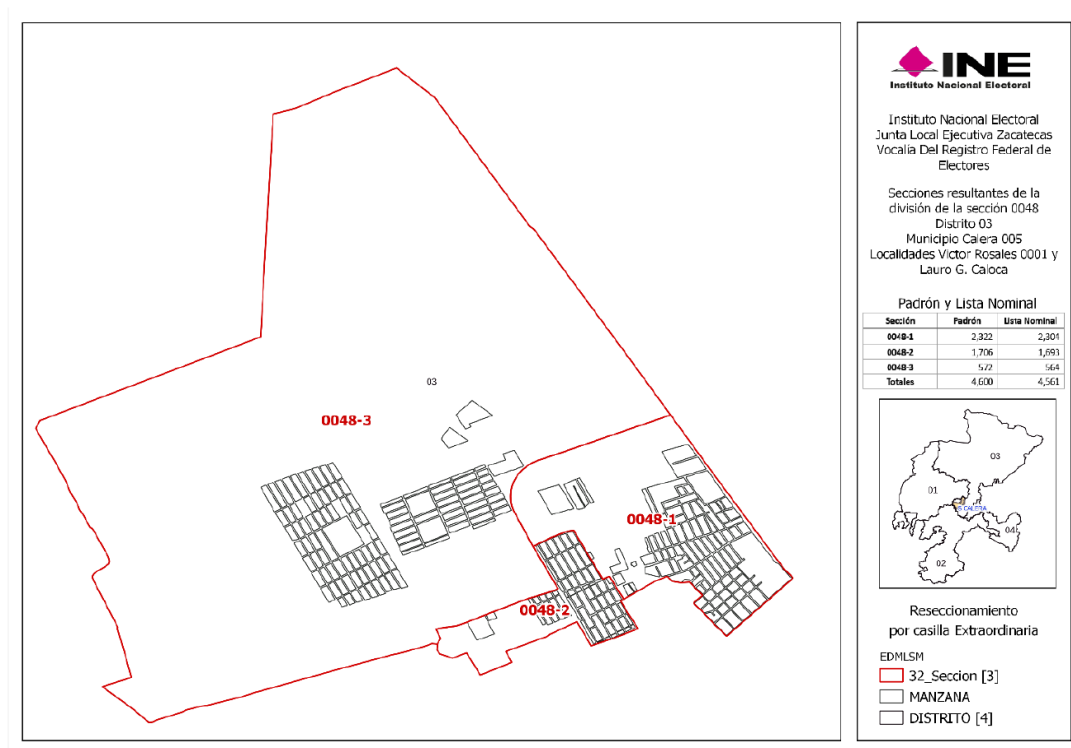 03
0048-3
0048-1
0048-2
INE
Instituto Nacional Electoral
Instituto Nacional Electoral
Junta Local Ejecutiva Zacatecas
Vocalia Del Registro Federal de
Electores
Secciones resultantes de la
división de la sección 0048
Distrito 03
Municipio Calera 005
Localidades Victor Rosales 0001 y
Lauro G. Caloca
Padrón y Lista Nominal
Sección Padrón Lista Nominal
0048-1 2,322 2,304
0048-2 1,706 1,693
0048-3 572 564
Totales 4,600 4,561
03
01
CALERA
04
02
Reseccionamiento
por casilla Extraordinaria
EDMLSM
32_Seccion [3]
MANZANA
DISTRITO [4]